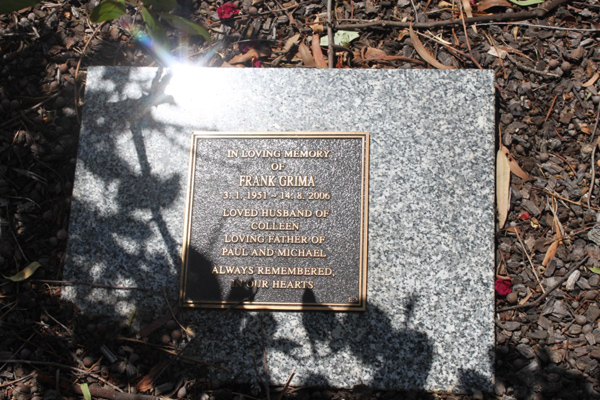 IN LOVING MEMORY
OF
FRANK GRIMA
3. 1. 1951 - 14. 8. 2006
LOVED HUSBAND OF
COLLEEN
LOVING FATHER OF
PAUL AND MICHAEL
ALWAYS REMEMBERED,
OUR HEARTS